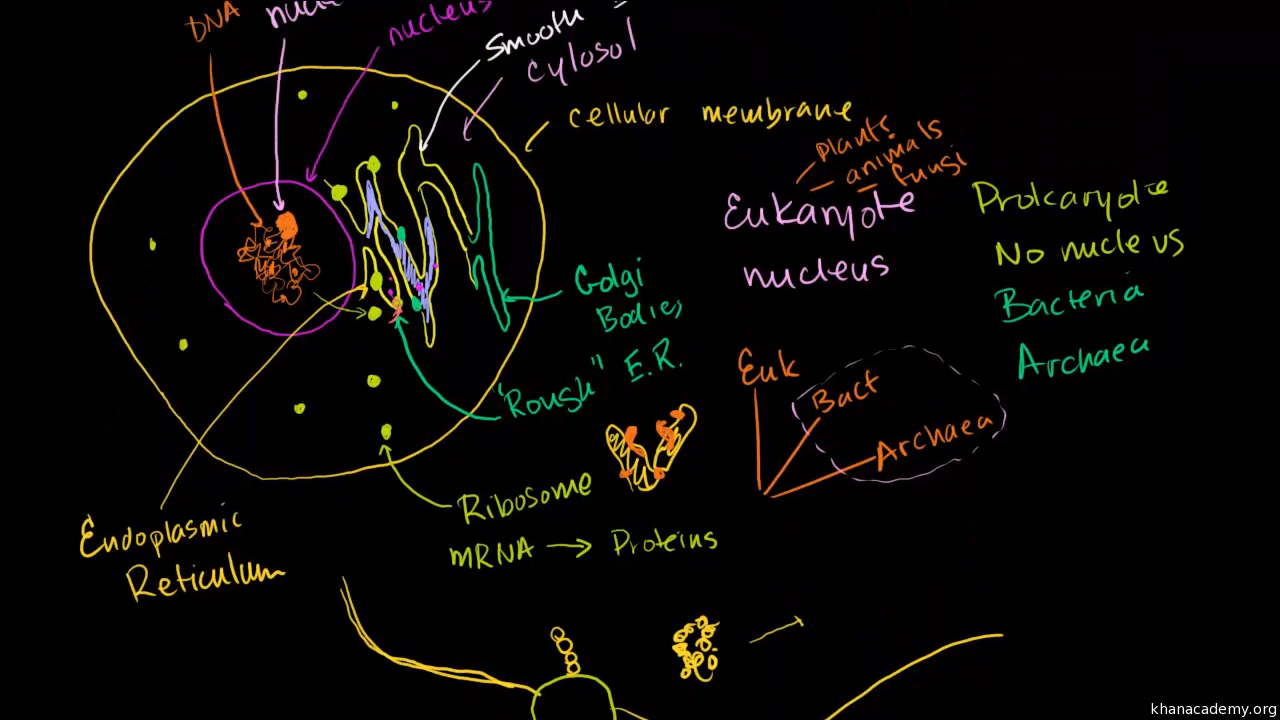 DNA
nucleus
Smooth
Cytosol
cellular membrane
plants
animals
fungi
Eukaryote
nucleus
Prokaryote
No nucleus
Bacteria
Archaea
Golgi
Bodies
"Rough" E.R.
Euk
Bact
Archaea
Ribosome
mRNA → Proteins
Endoplasmic
Reticulum
khanacademy.org